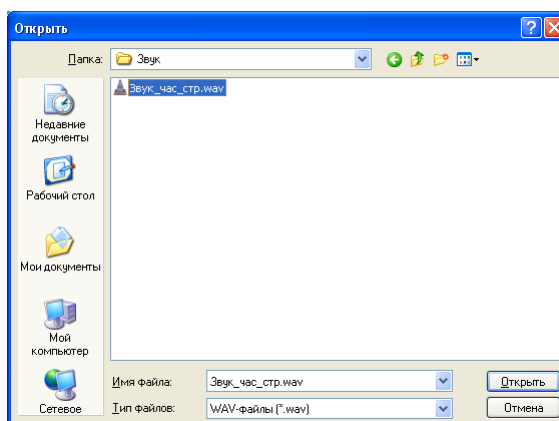 Открыть
Папка:
Звук
Звук_час_стр.wav
Недавние
документы
Рабочий стол
Мои документы
Мой
компьютер
Сетевое
Имя файла:
Звук_час_стр.wav
Открыть
Тип файлов:
WAV-файлы (*.wav)
Отмена